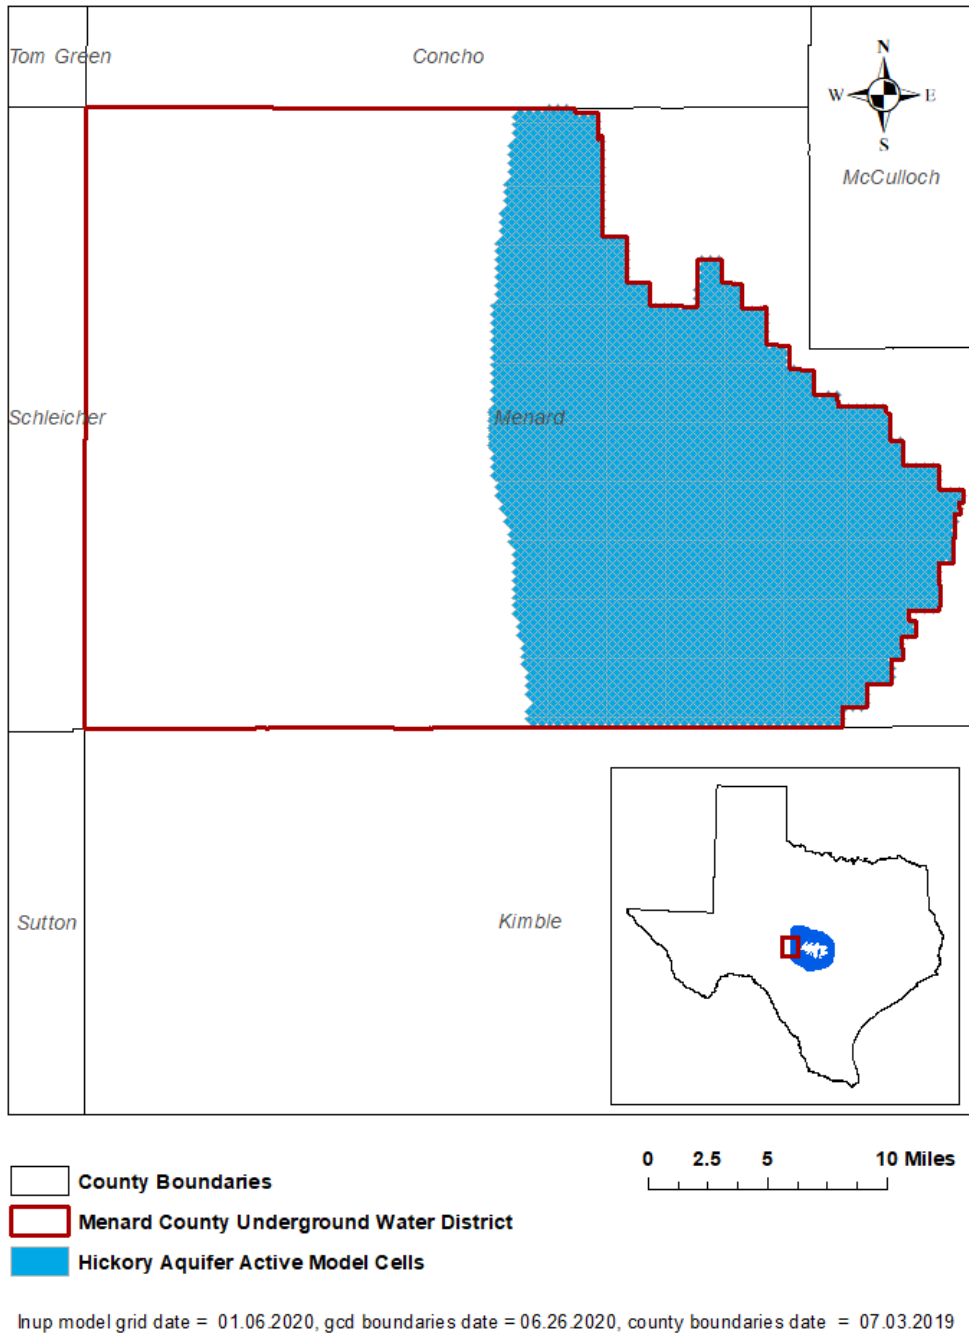 Tom Green
Concho
N
W
E
S
McCulloch
Schleicher
Menard
Sutton
Kimble
0 2.5 5 10 Miles
County Boundaries
Menard County Underground Water District
Hickory Aquifer Active Model Cells
lnup model grid date = 01.06.2020, gcd boundaries date = 06.26.2020, county boundaries date = 07.03.2019